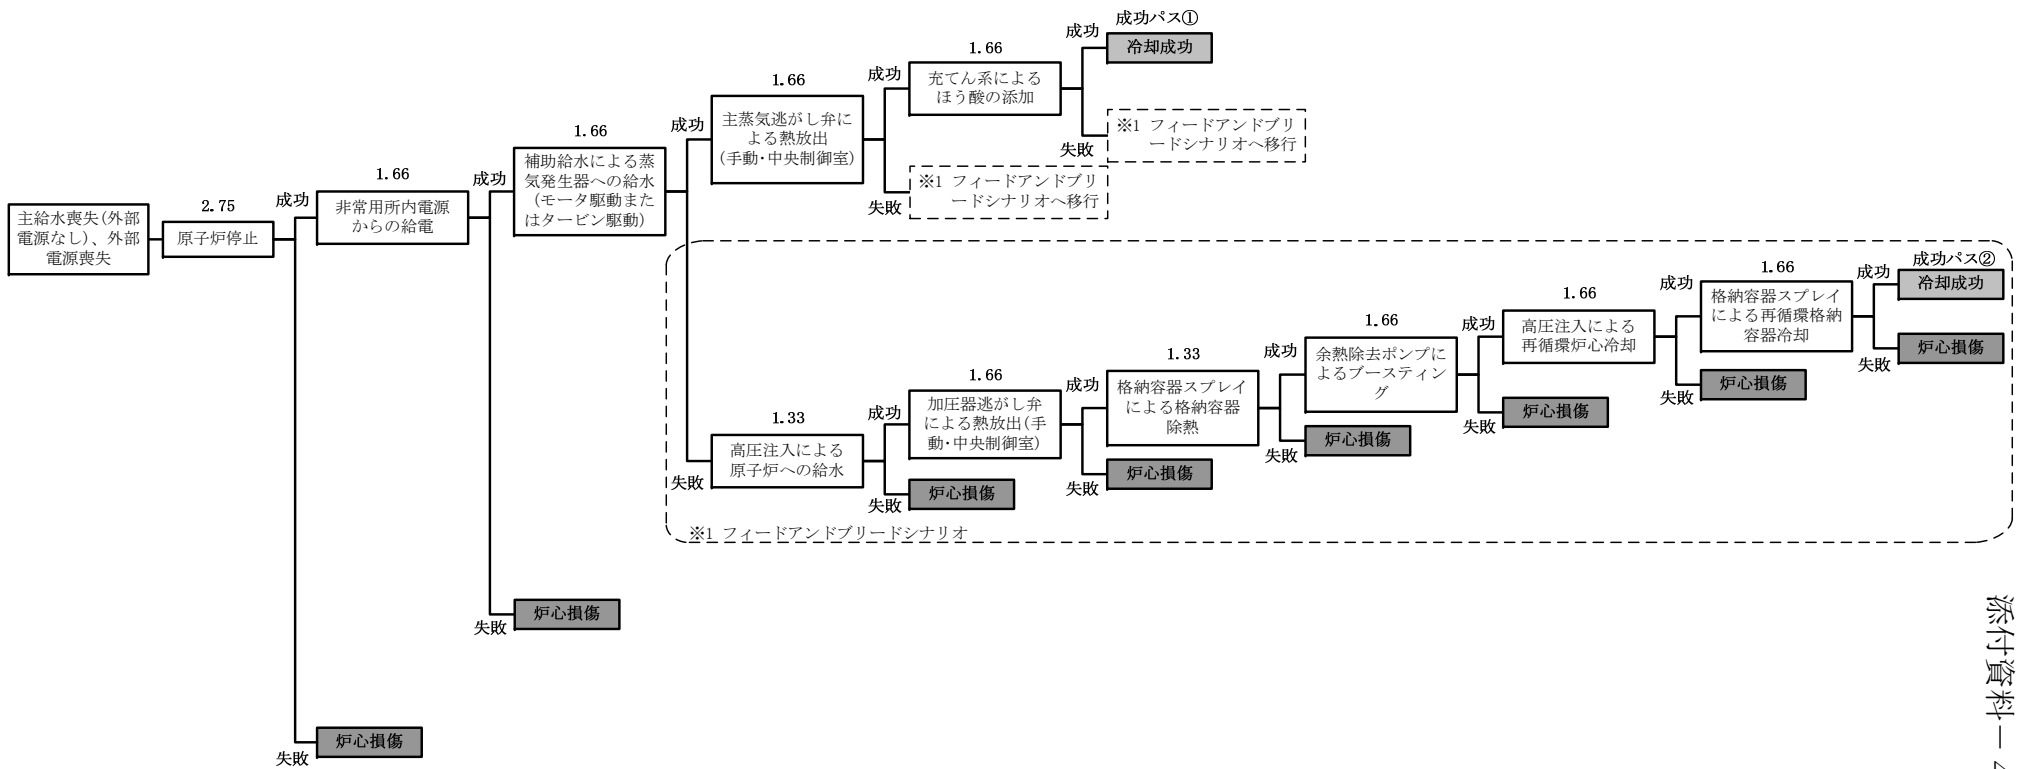 主給水喪失(外部
電源なし)、外部
電源喪失
2.75
原子炉停止
成功
失敗
炉心損傷
1.66
非常用所内電源
からの給電
成功
失敗
炉心損傷
1.66
補助給水による蒸
気発生器への給水
(モータ駆動また
はタービン駆動)
成功
失敗
1.66
主蒸気逃がし弁に
よる熱放出
(手動・中央制御室)
成功
失敗
※1 フィードアンドブリ
ードシナリオへ移行
1.66
充てん系による
ほう酸の添加
成功
失敗
成功パス①
冷却成功
※1 フィードアンドブリ
ードシナリオへ移行
1.33
高圧注入による
原子炉への給水
成功
失敗
炉心損傷
1.66
加圧器逃がし弁
による熱放出(手
動・中央制御室)
成功
失敗
炉心損傷
1.33
格納容器スプレイ
による格納容器
除熱
成功
失敗
炉心損傷
1.66
余熱除去ポンプに
よるブースティン
グ
成功
失敗
炉心損傷
1.66
高圧注入による
再循環炉心冷却
成功
失敗
炉心損傷
1.66
格納容器スプレイ
による再循環格納
容器冷却
成功
失敗
成功パス②
冷却成功
炉心損傷
※1 フィードアンドブリードシナリオ
添付資料-